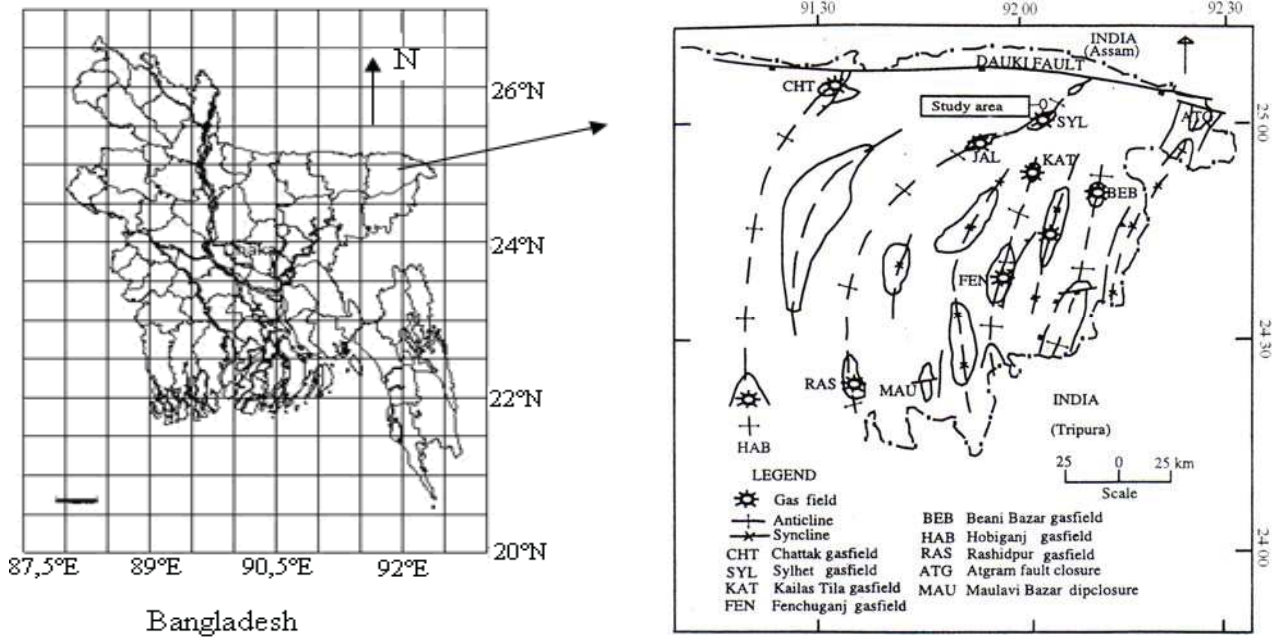 N
26°N
24°N
22°N
20°N
87,5°E 89°E 90,5°E 92°E
Bangladesh
91.30 92 00 92 30
INDIA
(Assam)
DAUKI FAULT
CHT
Study area
SYL
ATG
25 00
JAL
KAT
BEB
FEN
24 30
RAS
MAU
INDIA
(Tripura)
HAB
25 0 25 km
Scale
LEGEND
Gas field
Anticline
Syncline
CHT Chattak gasfield
SYL Sylhet gasfield
KAT Kailas Tila gasfield
FEN Fenchuganj gasfield
BEB Beani Bazar gasfield
HAB Hobiganj gasfield
RAS Rashidpur gasfield
ATG Atgram fault closure
MAU Maulavi Bazar dipclosure
24 00